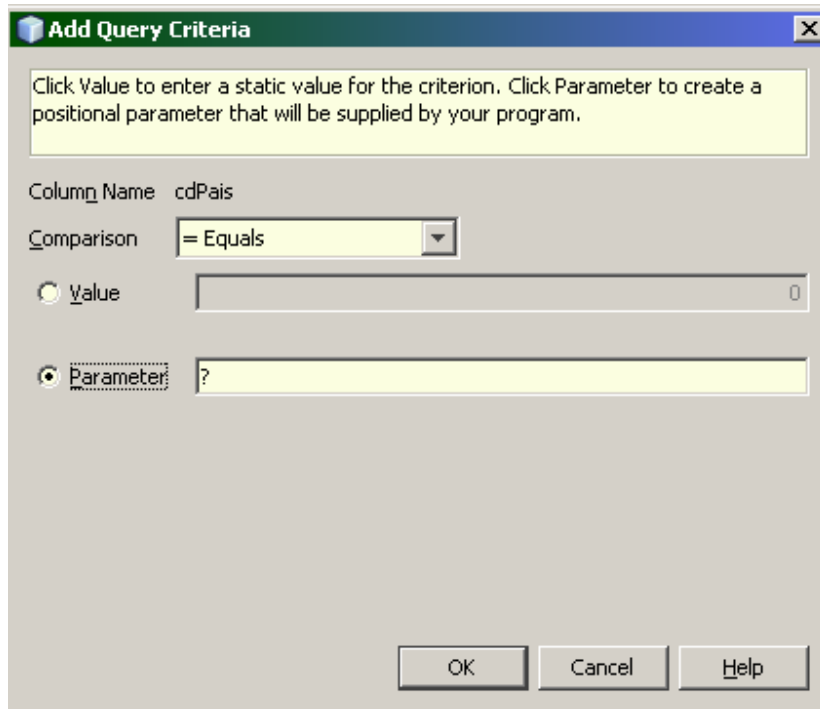 Add Query Criteria
Click Value to enter a static value for the criterion. Click Parameter to create a
positional parameter that will be supplied by your program.
Column Name cdPais
Comparison = Equals
Value 0
Parameter ?
OK Cancel Help